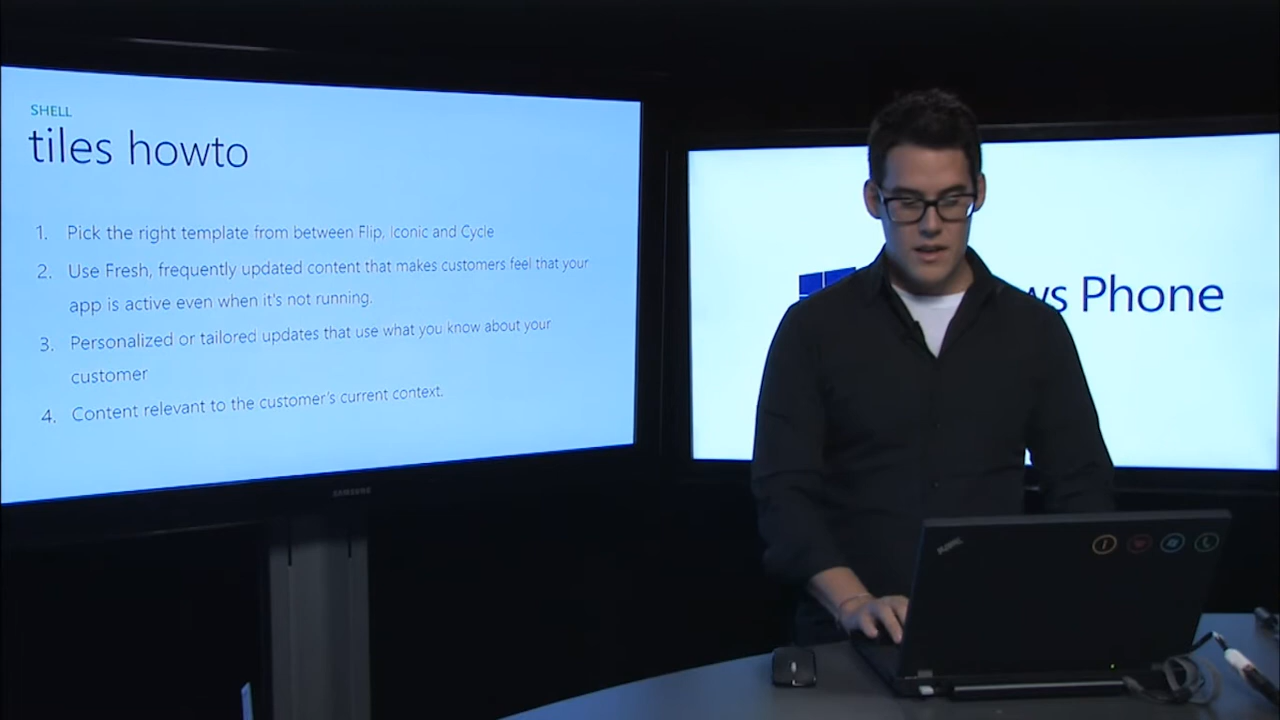 SHELL
tiles howto
1. Pick the right template from between Flip, Iconic and Cycle
2. Use Fresh, frequently updated content that makes customers feel that your
app is active even when it's not running.
3. Personalized or tailored updates that use what you know about your
customer
4. Content relevant to the customer's current context.
SAMSUNG
ws Phone